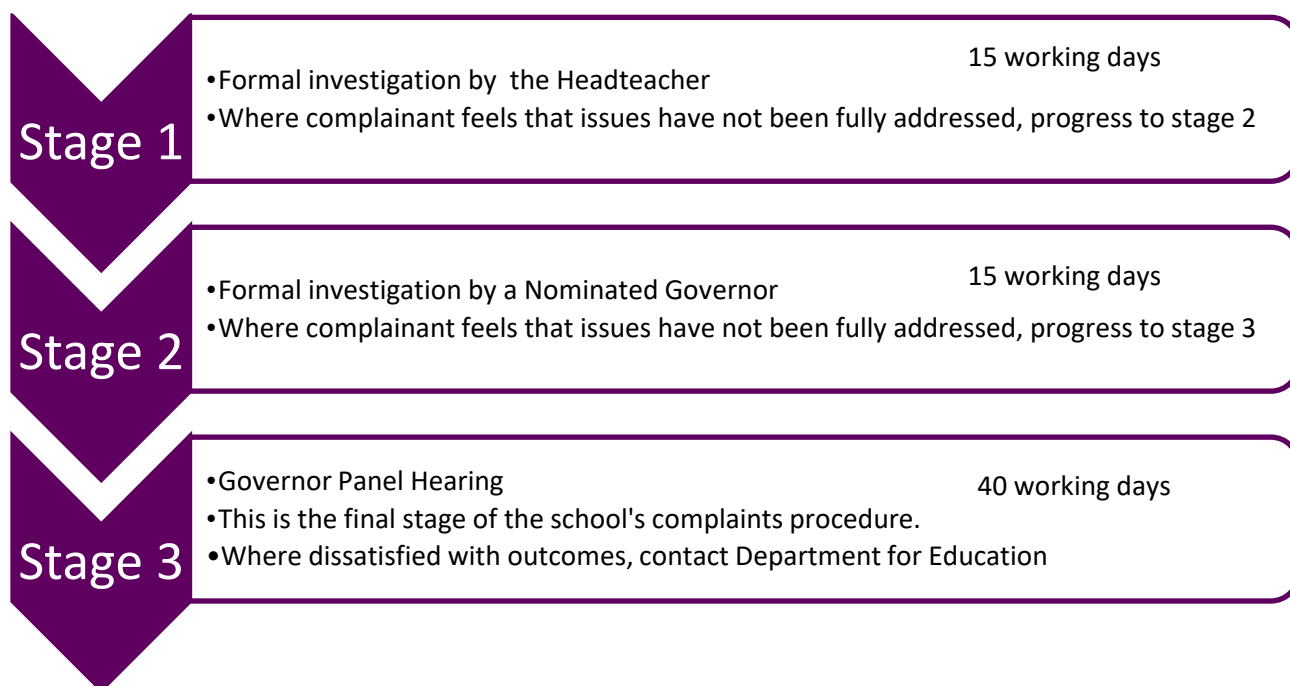 Stage 1
15 working days
•Formal investigation by  the Headteacher
•Where complainant feels that issues have not been fully addressed, progress to stage 2
Stage 2
15 working days
•Formal investigation by a Nominated Governor
•Where complainant feels that issues have not been fully addressed, progress to stage 3
Stage 3
•Governor Panel Hearing
40 working days
•This is the final stage of the school's complaints procedure.
•Where dissatisfied with outcomes, contact Department for Education